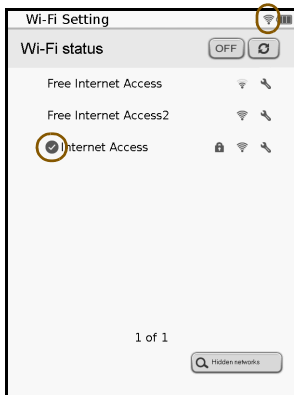 Wi-Fi Setting
Wi-Fi status OFF
Free Internet Access
Free Internet Access2
Internet Access
1 of 1
Hidden networks